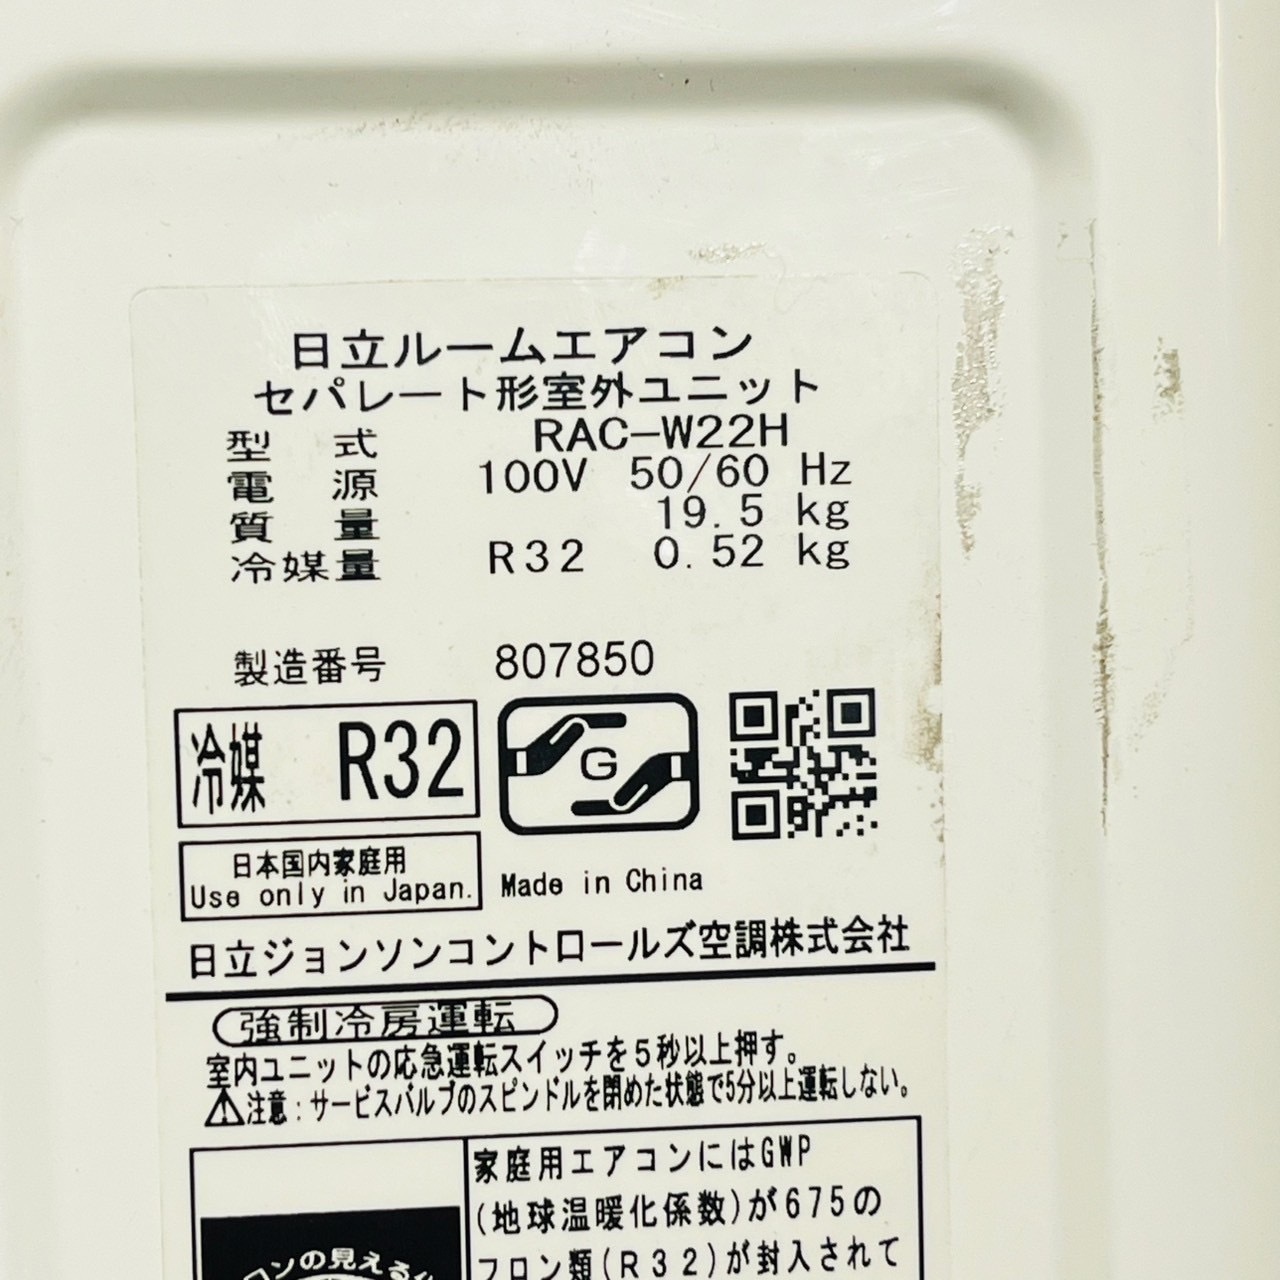 日立ルームエアコン
セパレート形室外ユニット
型式 RAC-W22H
電源 100V 50/60 Hz
質量 19.5 kg
冷媒量 R32 0.52 kg
製造番号 807850
冷媒 R32
G
日本国内家庭用
Use only in Japan.
Made in China
日立ジョンソンコントロールズ空調株式会社
強制冷房運転
室内ユニットの応急運転スイッチを5秒以上押す。
⚠注意:サービスバルブのスピンドルを閉めた状態で5分以上運転しない。
家庭用エアコンにはGWP
(地球温暖化係数)が675の
フロン類(R32)が封入されて
ロンの見える